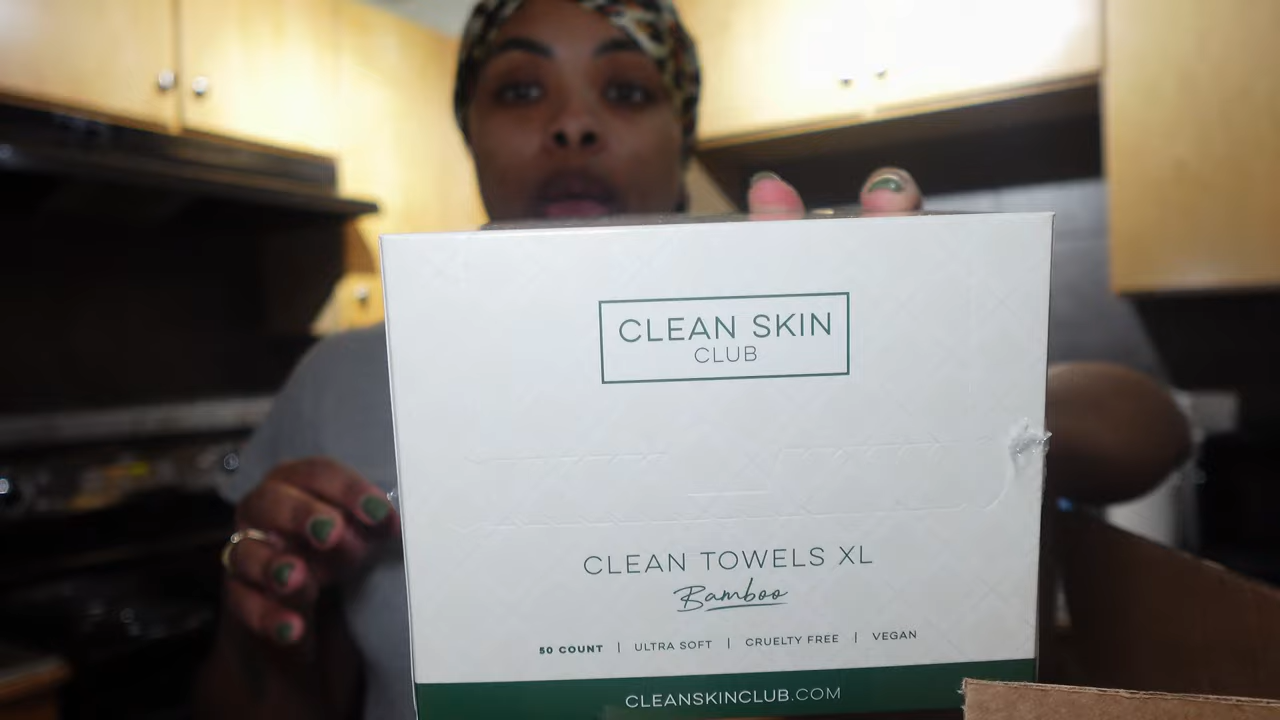 CLEAN SKIN
CLUB
CLEAN TOWELS XL
Bamboo
50 COUNT | ULTRA SOFT | CRUELTY FREE | VEGAN
CLEANSKINCLUB.COM